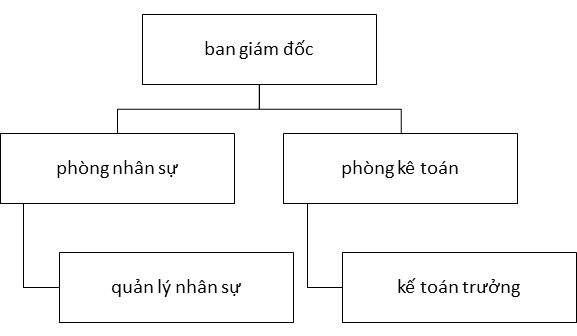 ban giám đốc
phòng nhân sự
phòng kê toán
quản lý nhân sự
kế toán trưởng